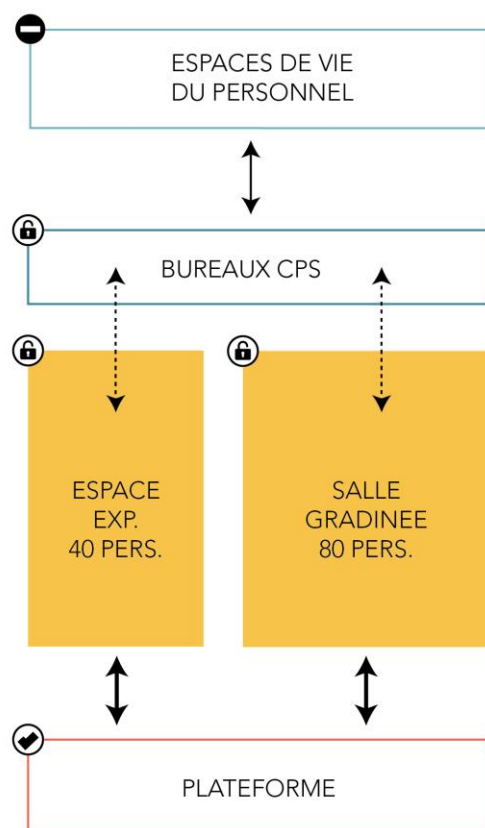 ESPACES DE VIE
DU PERSONNEL
BUREAUX CPS
ESPACE
EXP.
40 PERS.
SALLE
GRADINEE
80 PERS.
PLATEFORME